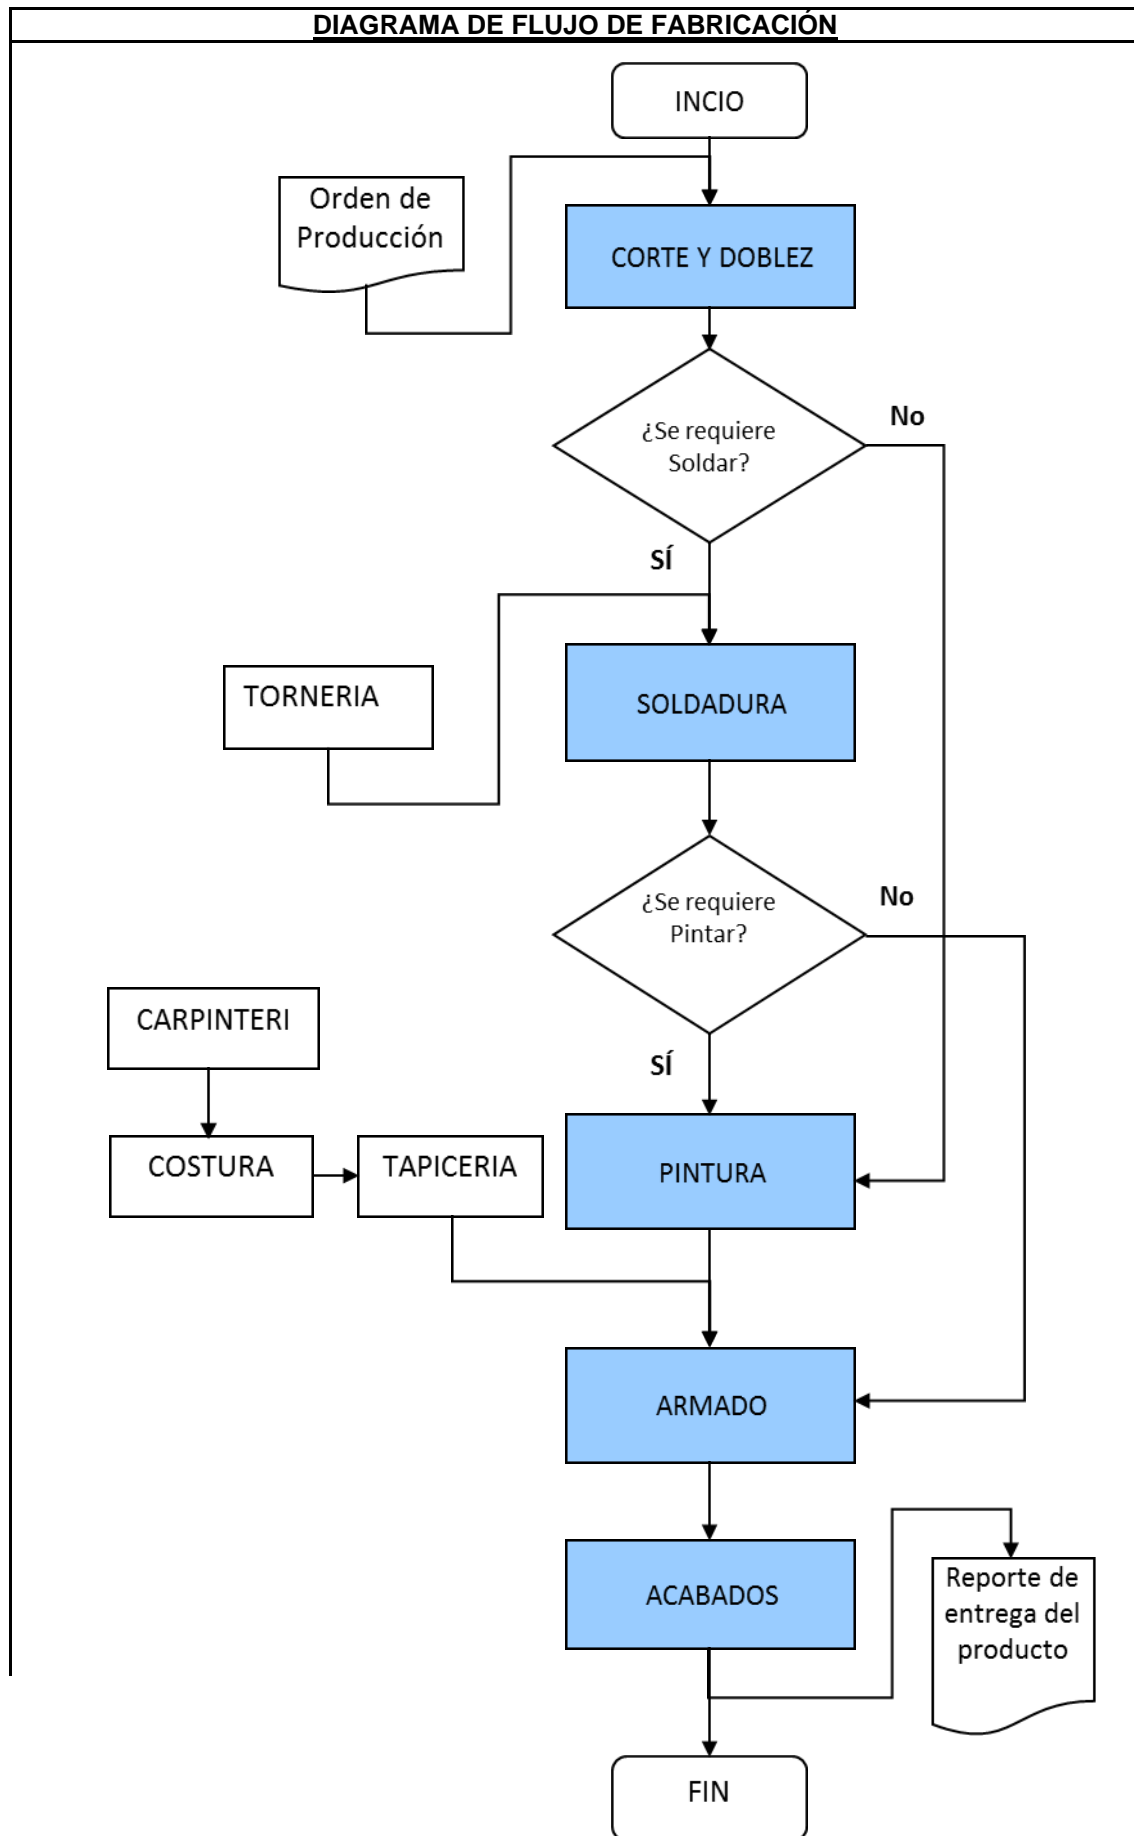 DIAGRAMA DE FLUJO DE FABRICACIÓN
INCIO
Orden de
Producción
CORTE Y DOBLEZ
¿Se requiere
Soldar?
No
SÍ
TORNERIA
SOLDADURA
¿Se requiere
Pintar?
No
CARPINTERI
SÍ
COSTURA
TAPICERIA
PINTURA
ARMADO
ACABADOS
Reporte de
entrega del
producto
FIN